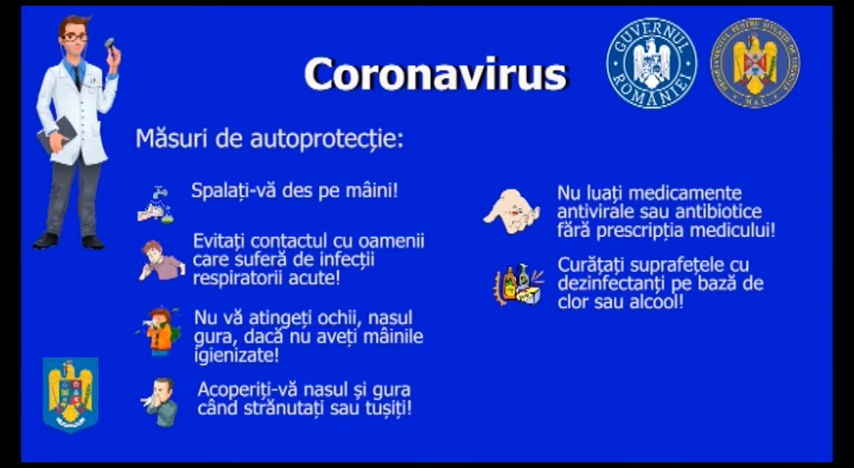 Coronavirus
GUVERNUL
ROMÂNIEI
M.A.I.
Măsuri de autoprotecție:
Spalați-vă des pe mâini!
Evitați contactul cu oamenii
care suferă de infecții
respiratorii acute!
Nu vă atingeți ochii, nasul
gura, dacă nu aveți mâinile
igienizate!
Acoperiți-vă nasul și gura
când strănutați sau tușiți!
Nu luați medicamente
antivirale sau antibiotice
fără prescripția medicului!
Curățați suprafețele cu
dezinfectanți pe bază de
clor sau alcool!